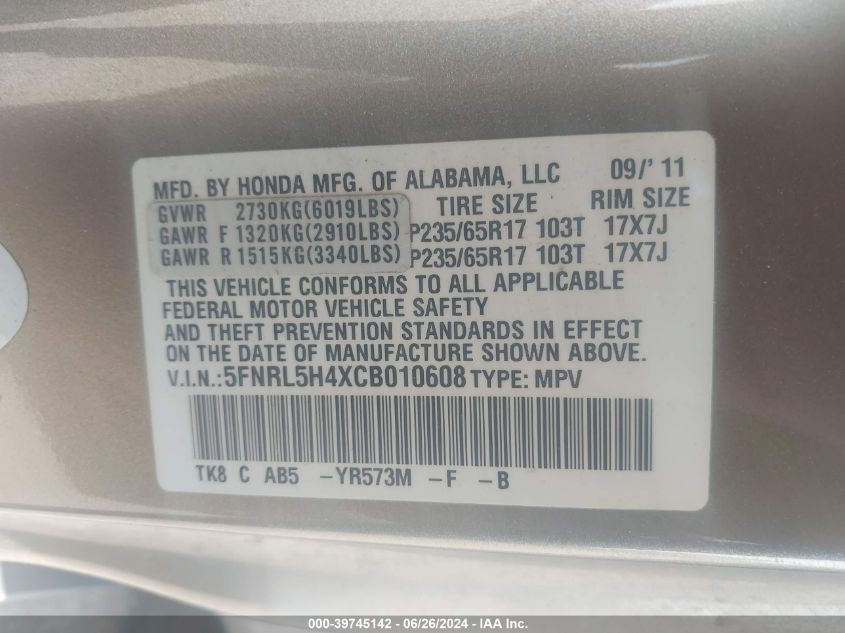 MFD. BY HONDA MFG. OF ALABAMA, LLC 09/' 11
GVWR 2730KG(6019LBS) TIRE SIZE RIM SIZE
GAWR F 1320KG(2910LBS) P235/65R17 103T 17X7J
GAWR R 1515KG(3340LBS) P235/65R17 103T 17X7J
THIS VEHICLE CONFORMS TO ALL APPLICABLE
FEDERAL MOTOR VEHICLE SAFETY
AND THEFT PREVENTION STANDARDS IN EFFECT
ON THE DATE OF MANUFACTURE SHOWN ABOVE.
V.I.N.:5FNRL5H4XCB010608 TYPE: MPV
TK8 C AB5 -YR573M -F -B
000-39745142 - 06/26/2024 - IAA Inc.